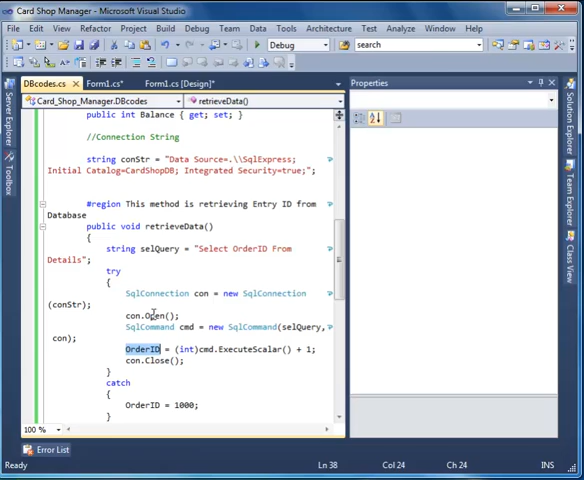 Card Shop Manager - Microsoft Visual Studio
File Edit View Refactor Project Build Debug Team Data Tools Architecture Test Analyze Window
Help
Debug search
DBcodes.cs × Form1.cs* Form1.cs [Design]*
Card_Shop_Manager.DBcodes retrieveData()
public int Balance { get; set; }
//Connection String
string conStr = "Data Source=.\\SqlExpress;
Initial Catalog=CardShopDB; Integrated Security=true;";
#region This method is retrieving Entry ID from
Database
public void retrieveData()
{
string selQuery = "Select OrderID From
Details";
try
{
SqlConnection con = new SqlConnection
(conStr);
con.Open();
SqlCommand cmd = new SqlCommand(selQuery,
con);
OrderID = (int)cmd.ExecuteScalar() + 1;
con.Close();
}
catch
{
OrderID = 1000;
}
100 %
Properties
Server Explorer
Toolbox
Solution Explorer
Team Explorer
Class View
Error List
Ready Ln 38 Col 24 Ch 24 INS